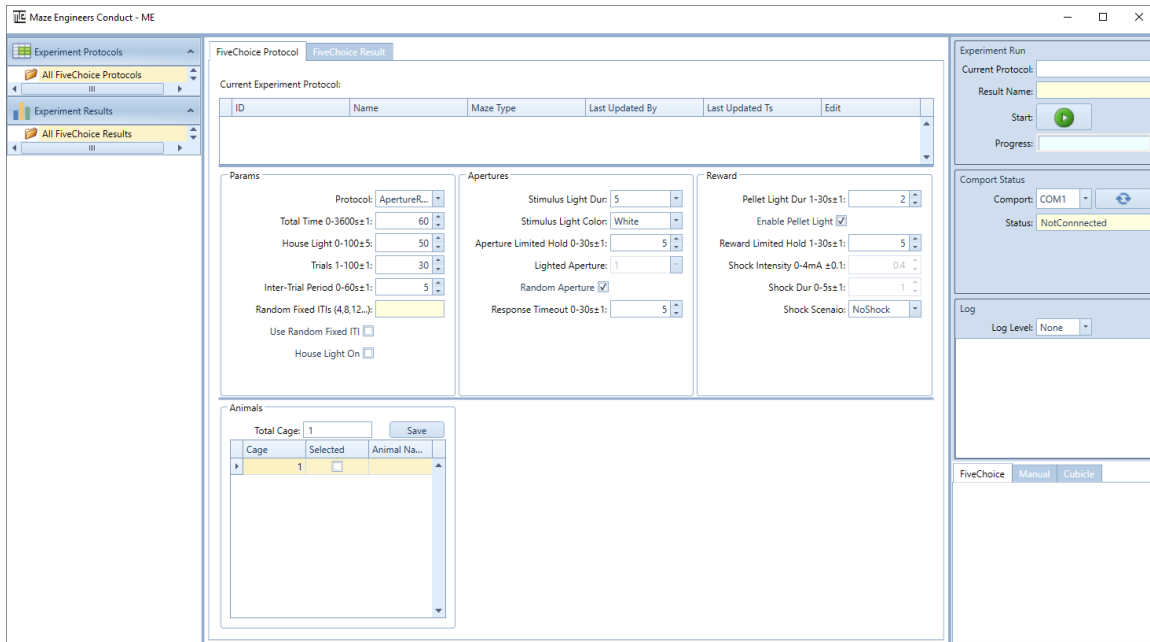 Maze Engineers Conduct - ME
Experiment Protocols
All FiveChoice Protocols
Experiment Results
All FiveChoice Results
FiveChoice Protocol FiveChoice Result
Current Experiment Protocol:
ID Name Maze Type Last Updated By Last Updated Ts Edit
Params
Protocol: ApertureR...
Total Time 0-3600s±1: 60
House Light 0-100±5: 50
Trials 1-100±1: 30
Inter-Trial Period 0-60s±1: 5
Random Fixed ITIs (4,8,12...):
Use Random Fixed ITI
House Light On
Apertures
Stimulus Light Dur: 5
Stimulus Light Color: White
Aperture Limited Hold 0-30s±1: 5
Lighted Aperture: 1
Random Aperture
Response Timeout 0-30s±1: 5
Reward
Pellet Light Dur 1-30s±1: 2
Enable Pellet Light
Reward Limited Hold 1-30s±1: 5
Shock Intensity 0-4mA ±0.1: 0.4
Shock Dur 0-5s±1: 1
Shock Scenaio: NoShock
Animals
Total Cage: 1 Save
Cage Selected Animal Na...
1
Experiment Run
Current Protocol:
Result Name:
Start:
Progress:
Comport Status
Comport: COM1
Status: NotConnnected
Log
Log Level: None
FiveChoice Manual Cubicle